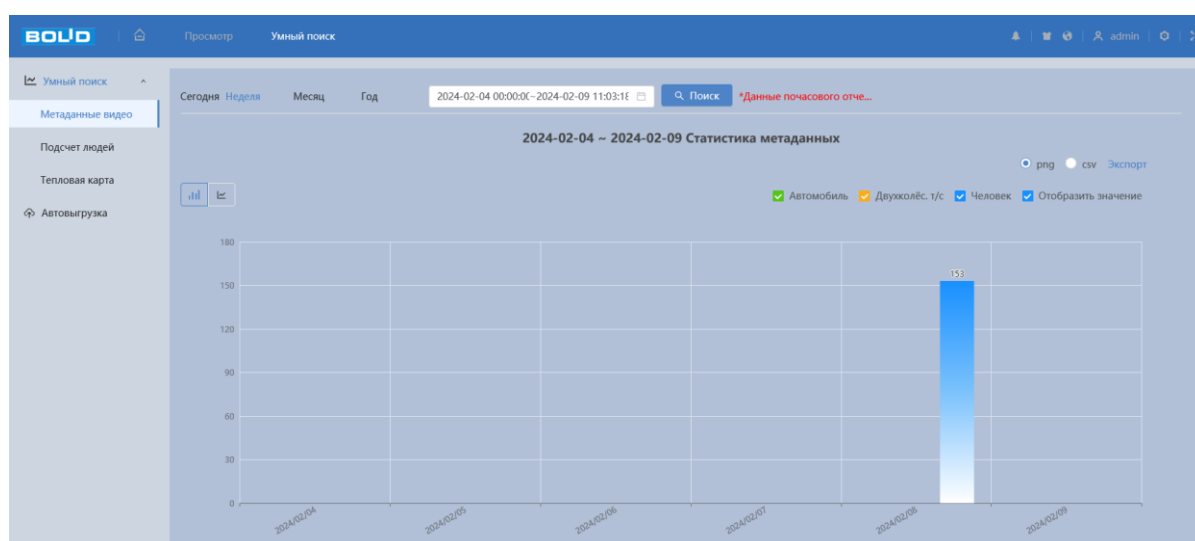 BOLID Просмотр Умный поиск admin
Умный поиск
Метаданные видео
Подсчет людей
Тепловая карта
Автовыгрузка
Сегодня Неделя Месяц Год 2024-02-04 00:00:0(~2024-02-09 11:03:18 Поиск *Данные почасового отче...
2024-02-04 ~ 2024-02-09 Статистика метаданных
png csv Экспорт
Автомобиль Двухколёс. т/с Человек Отобразить значение
180
153
150
120
90
60
30
0
2024/02/04 2024/02/05 2024/02/06 2024/02/07 2024/02/08 2024/02/09